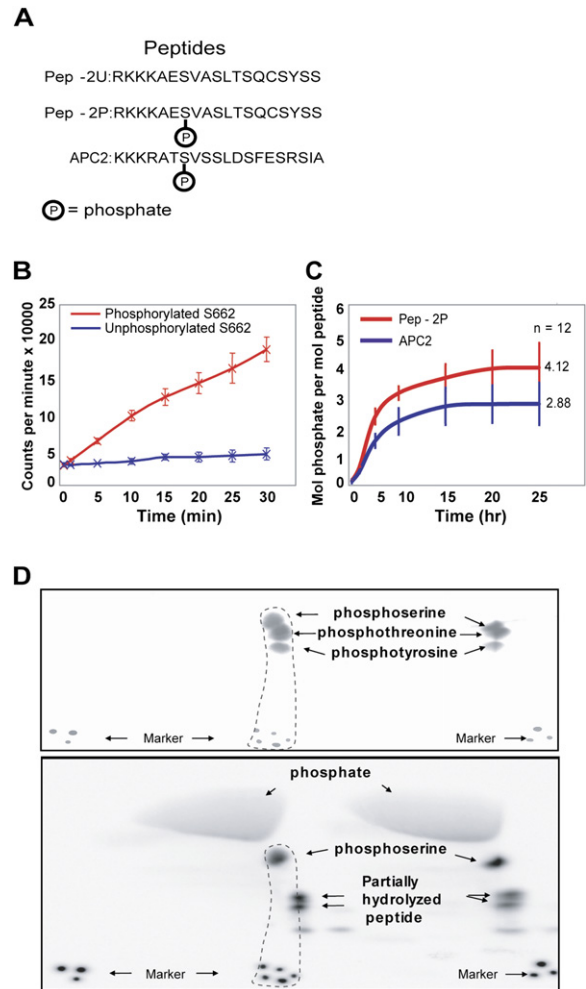 A
Peptides
Pep -2U:RKKKAESVASLTSQCSYSS
Pep -2P:RKKKAESVASLTSQCSYSS
P
APC2:KKKRATSVSSLDSFESRSIA
P
P = phosphate
B
Counts per minute x 10000
25
20
15
10
5
0
Phosphorylated S662
Unphosphorylated S662
0 5 10 15 20 25 30
Time (min)
C
Mol phosphate per mol peptide
6
5
4
3
2
1
0
Pep - 2P
APC2
n = 12
4.12
2.88
0 5 10 15 20 25
Time (hr)
D
phosphoserine
phosphothreonine
phosphotyrosine
Marker
Marker
phosphate
phosphoserine
Partially
hydrolyzed
peptide
Marker
Marker